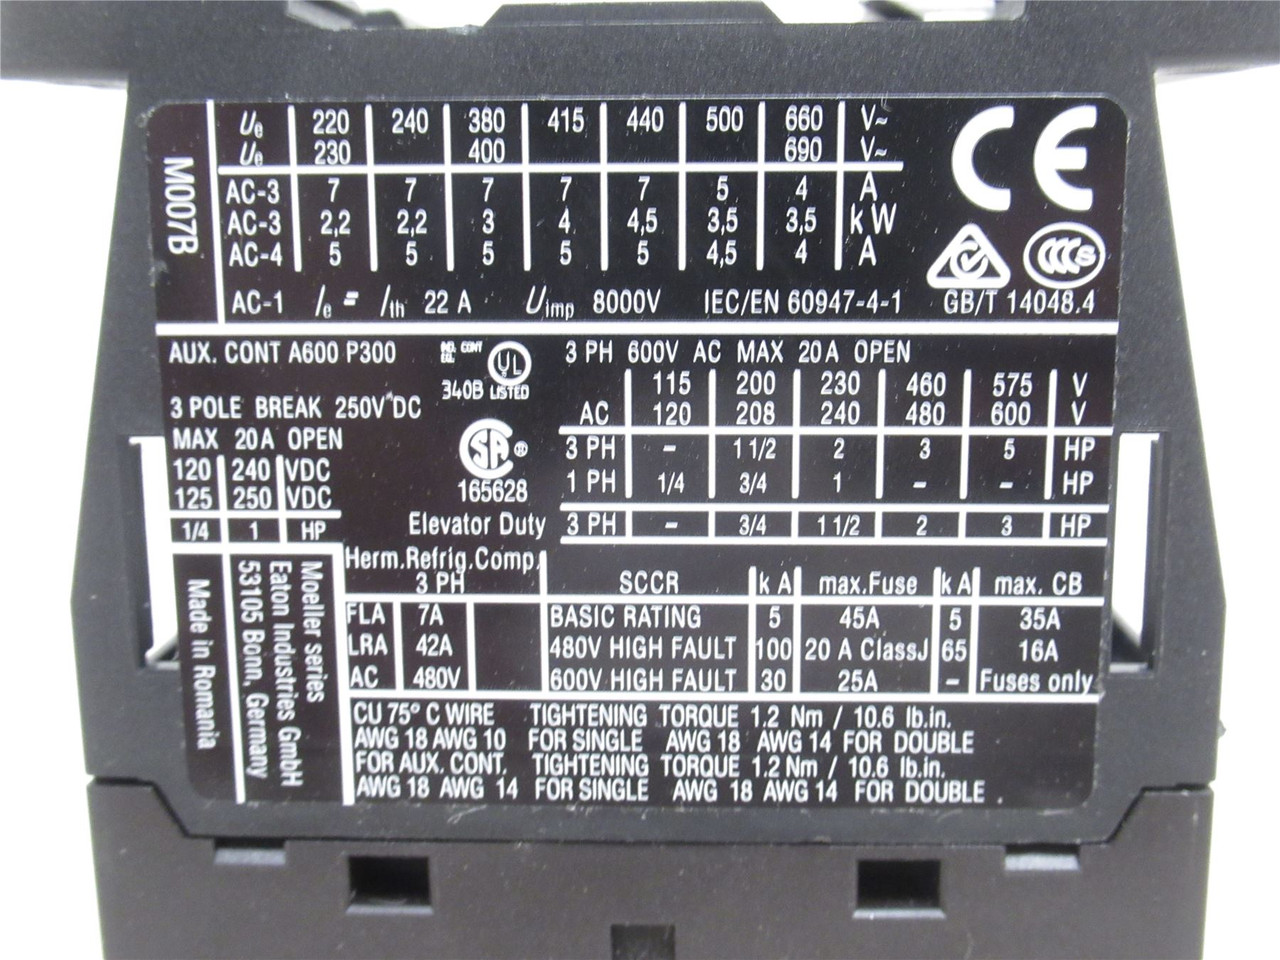 M007B
Ue 220 240 380 415 440 500 660 V~
Ue 230 400 690 V~
AC-3 7 7 7 7 7 5 4 A
AC-3 2,2 2,2 3 4 4,5 3,5 3,5 kW
AC-4 5 5 5 5 5 4,5 4 A
AC-1 Ie = Ith 22 A Uimp 8000V IEC/EN 60947-4-1 GB/T 14048.4
CE
CCC S
AUX. CONT A600 P300
IND. CONT
EQ.
UL
340B LISTED
3 POLE BREAK 250V DC
MAX 20A OPEN
120 240 VDC
125 250 VDC
1/4 1 HP
SA
165628
3 PH 600V AC MAX 20A OPEN
115 200 230 460 575 V
AC 120 208 240 480 600 V
3 PH - 1 1/2 2 3 5 HP
1 PH 1/4 3/4 1 - - HP
Elevator Duty 3 PH - 3/4 1 1/2 2 3 HP
Made in Romania
Moeller series
Eaton Industries GmbH
53105 Bonn, Germany
Herm.Refrig.Comp.
3 PH
FLA 7A
LRA 42A
AC 480V
SCCR kA max.Fuse kA max. CB
BASIC RATING 5 45A 5 35A
480V HIGH FAULT 100 20 A ClassJ 65 16A
600V HIGH FAULT 30 25A - Fuses only
CU 75° C WIRE TIGHTENING TORQUE 1.2 Nm / 10.6 lb.in.
AWG 18 AWG 10 FOR SINGLE AWG 18 AWG 14 FOR DOUBLE
FOR AUX. CONT. TIGHTENING TORQUE 1.2 Nm / 10.6 lb.in.
AWG 18 AWG 14 FOR SINGLE AWG 18 AWG 14 FOR DOUBLE .